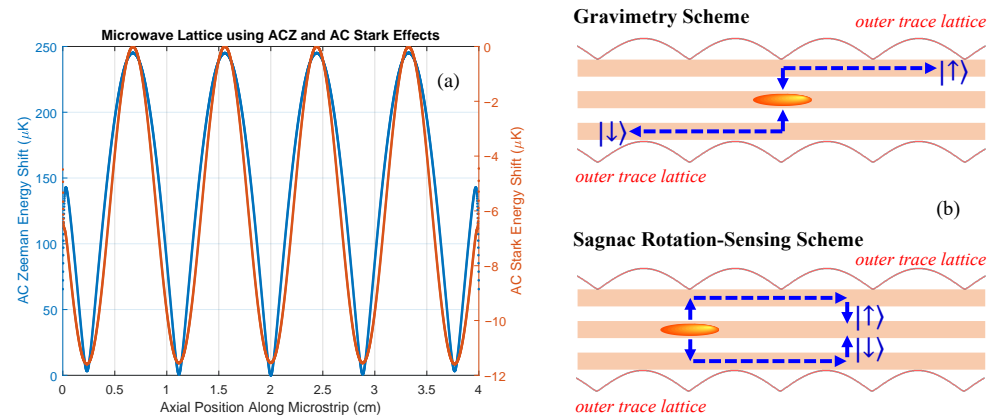 Microwave Lattice using ACZ and AC Stark Effects
(a)
AC Zeeman Energy Shift (μK)
250
200
150
100
50
0
AC Stark Energy Shift (μK)
0
−2
−4
−6
−8
−10
−12
0 0.5 1 1.5 2 2.5 3 3.5 4
Axial Position Along Microstrip (cm)
Gravimetry Scheme
outer trace lattice
|↑⟩
|↓⟩
outer trace lattice
(b)
Sagnac Rotation-Sensing Scheme
outer trace lattice
|↑⟩
|↓⟩
outer trace lattice